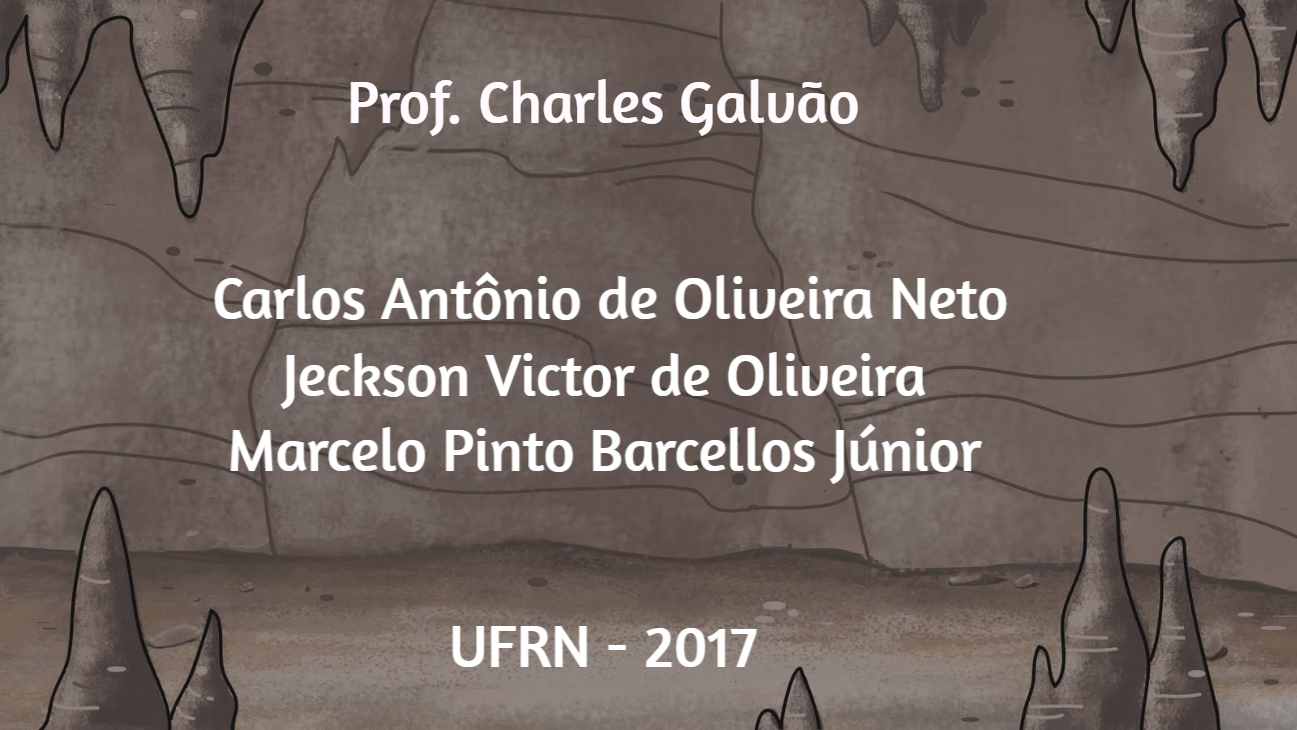 Prof. Charles Galvão
Carlos Antônio de Oliveira Neto
Jeckson Victor de Oliveira
Marcelo Pinto Barcellos Júnior
UFRN - 2017